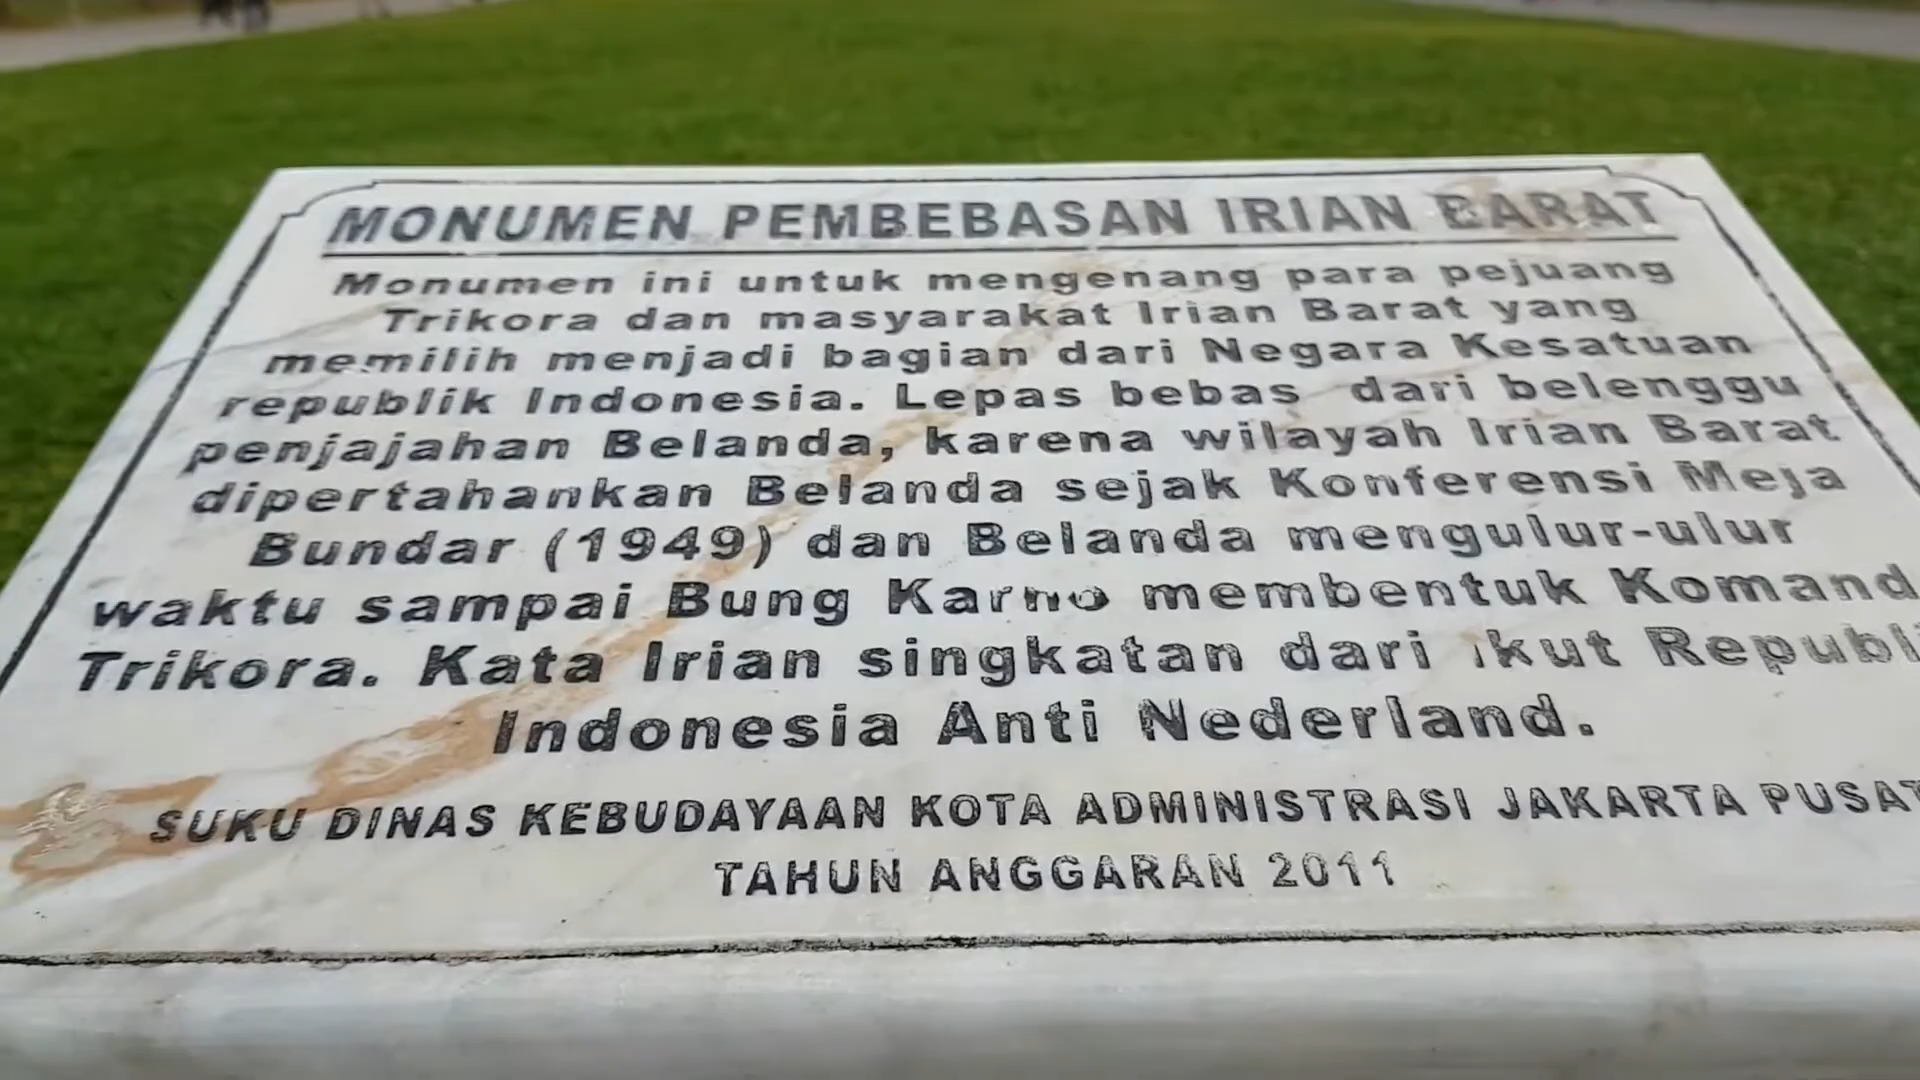 MONUMEN PEMBEBASAN IRIAN BARAT
Monumen ini untuk mengenang para pejuang
Trikora dan masyarakat Irian Barat yang
memilih menjadi bagian dari Negara Kesatuan
republik Indonesia. Lepas bebas dari belenggu
penjajahan Belanda, karena wilayah Irian Barat
dipertahankan Belanda sejak Konferensi Meja
Bundar (1949) dan Belanda mengulur-ulur
waktu sampai Bung Karno membentuk Komand
Trikora. Kata Irian singkatan dari ikut Republi
Indonesia Anti Nederland.
SUKU DINAS KEBUDAYAAN KOTA ADMINISTRASI JAKARTA PUSAT
TAHUN ANGGARAN 2011